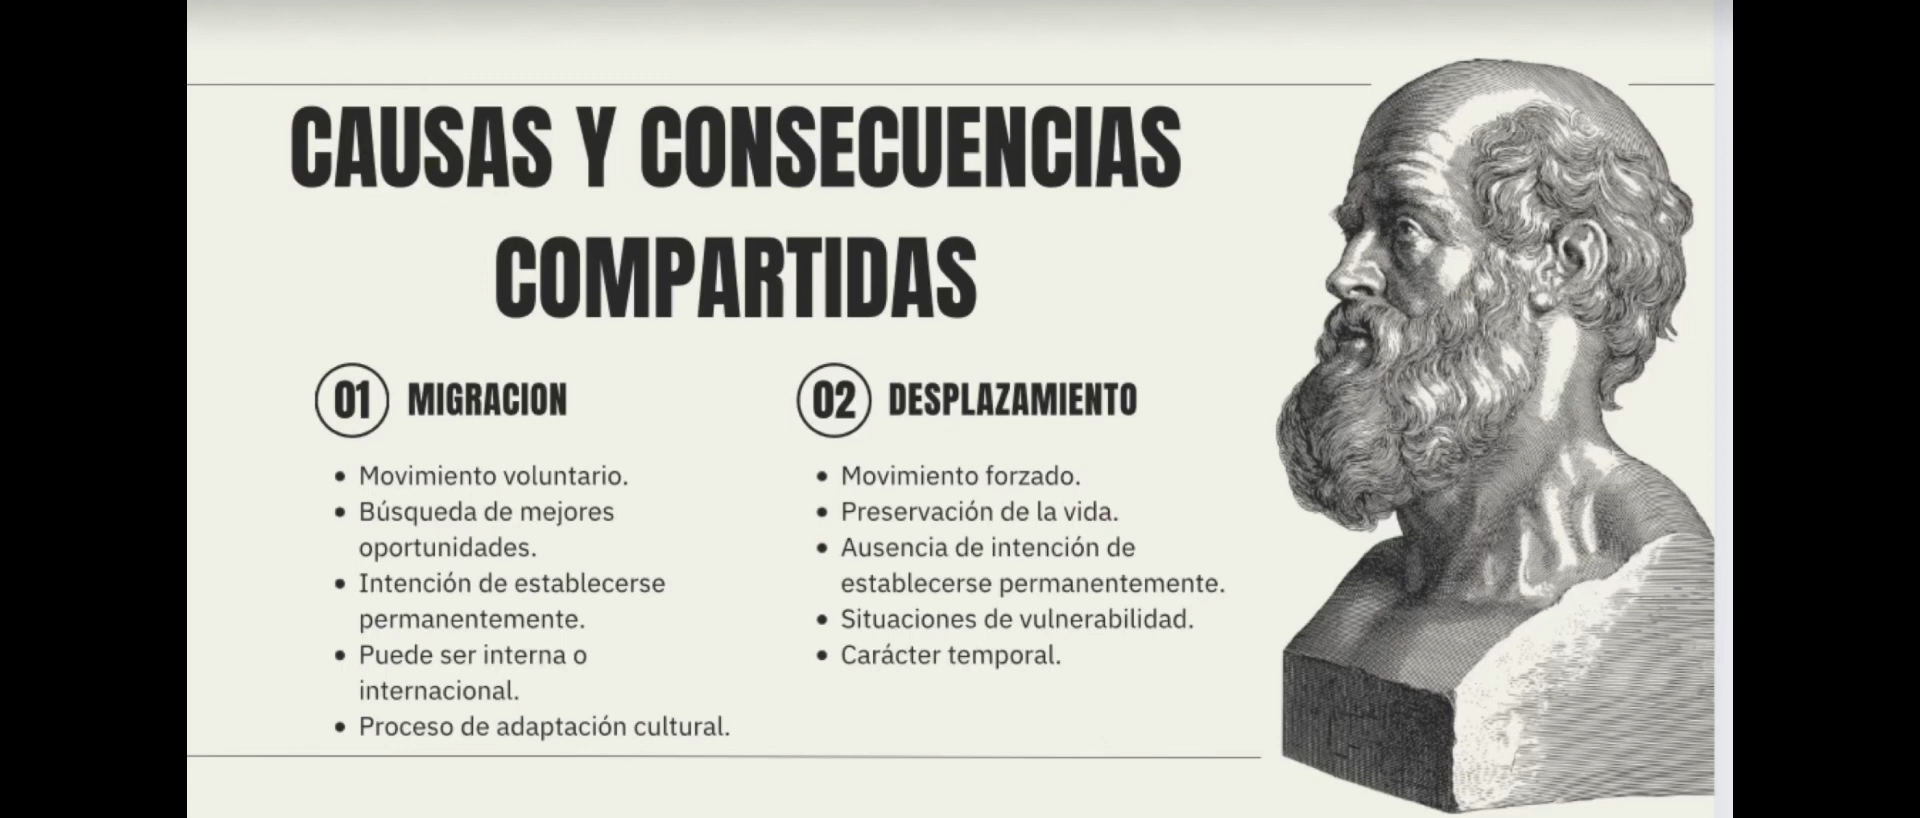 CAUSAS Y CONSECUENCIAS
COMPARTIDAS
01 MIGRACION
Movimiento voluntario.
Búsqueda de mejores
oportunidades.
Intención de establecerse
permanentemente.
Puede ser interna o
internacional.
Proceso de adaptación cultural.
02 DESPLAZAMIENTO
Movimiento forzado.
Preservación de la vida.
Ausencia de intención de
establecerse permanentemente.
Situaciones de vulnerabilidad.
Carácter temporal.